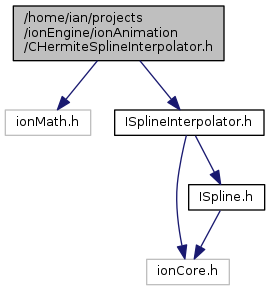 /home/ian/projects
/ionEngine/ionAnimation
/CHermiteSplineInterpolator.h
ionMath.h
ISplineInterpolator.h
ISpline.h
ionCore.h